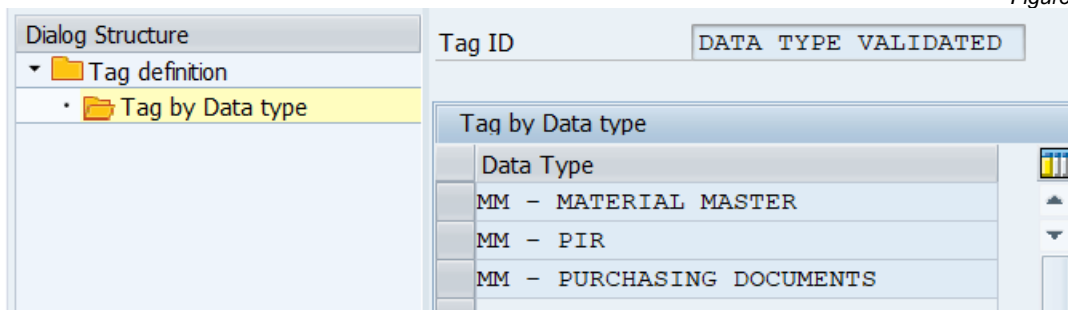 Figure
Dialog Structure
Tag definition
Tag by Data type
Tag ID DATA TYPE VALIDATED
Tag by Data type
Data Type
MM - MATERIAL MASTER
MM - PIR
MM - PURCHASING DOCUMENTS